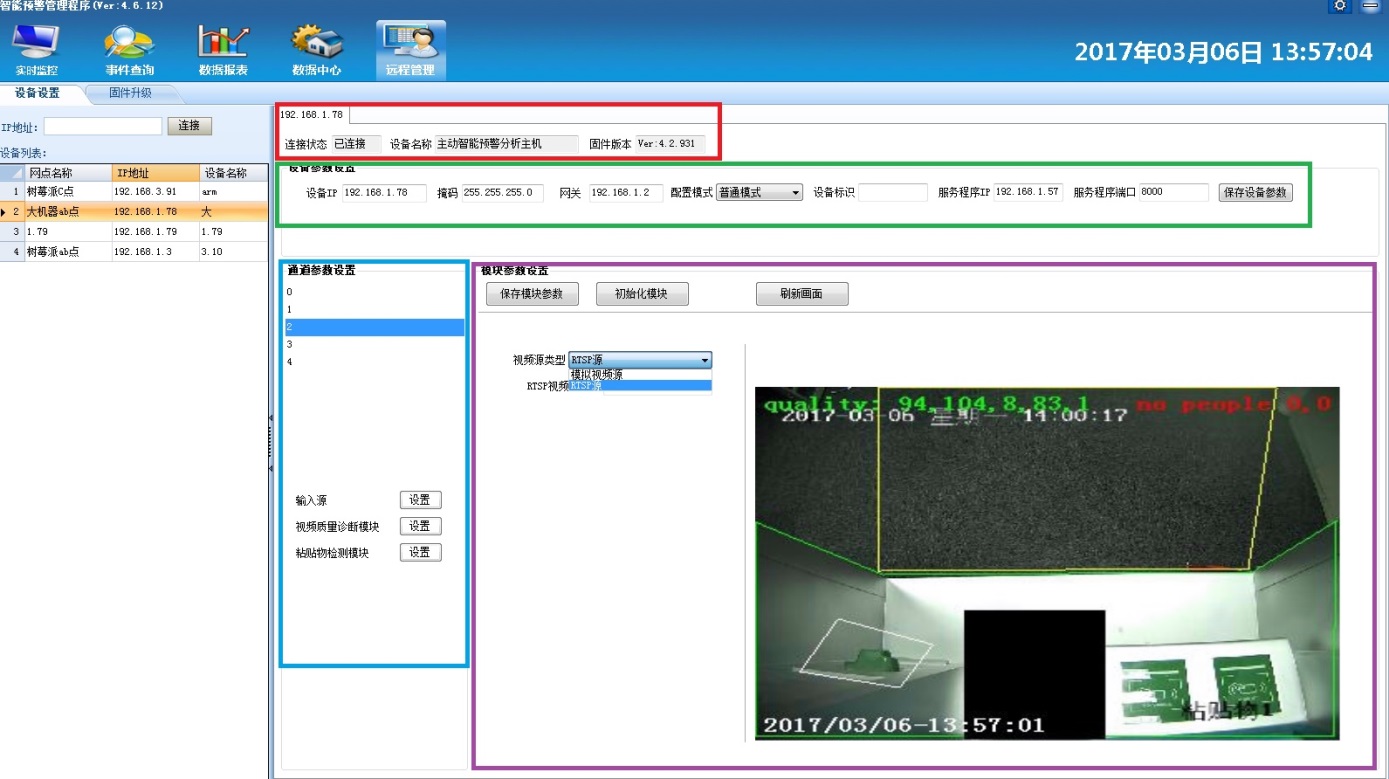 智能预警管理程序(Ver:4.6.12)
实时监控 事件查询 数据报表 数据中心 远程管理
2017年03月06日 13:57:04
设备设置 固件升级
IP地址: 连接
设备列表:
网点名称 IP地址 设备名称
1 树莓派C点 192.168.3.91 arm
2 大机器ab点 192.168.1.78 大
3 1.79 192.168.1.79 1.79
4 树莓派ab点 192.168.1.3 3.10
192.168.1.78
连接状态 已连接 设备名称 主动智能预警分析主机 固件版本 Ver:4.2.931
设备参数设置
设备IP 192.168.1.78 掩码 255.255.255.0 网关 192.168.1.2 配置模式 普通模式 设备标识 服务程序IP 192.168.1.57 服务程序端口 8000 保存设备参数
通道参数设置
0
1
2
3
4
输入源 设置
视频质量诊断模块 设置
粘贴物检测模块 设置
模块参数设置
保存模块参数 初始化模块 刷新画面
视频源类型 RTSP源
模拟视频源
RTSP视频 RTSP源
quality: 94,104,8,83,1 no people 0,0
2017-03-06 星期一 14:00:17
粘贴物1
2017/03/06-13:57:01